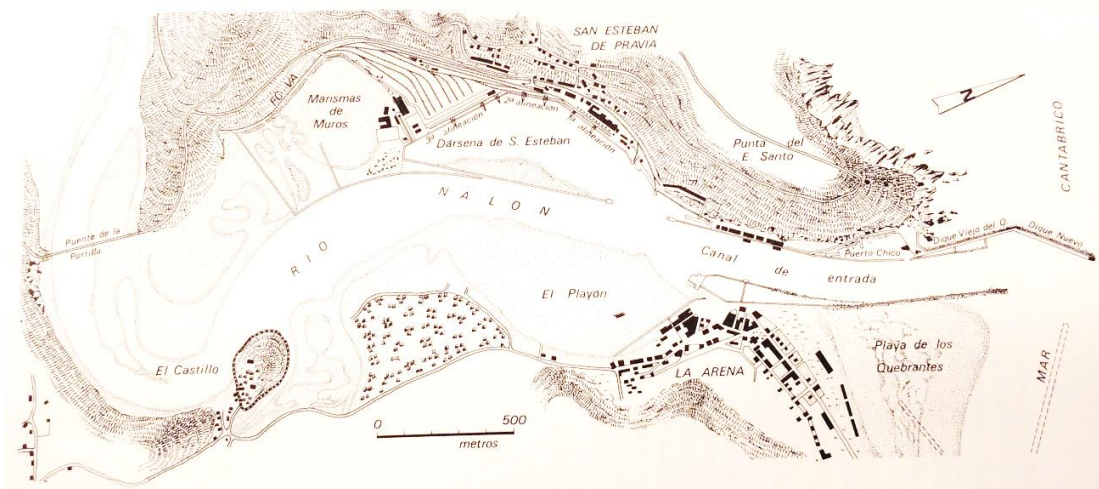 SAN ESTEBAN
DE PRAVIA
FC. VA
Marismas
de
Muros
3ª alineación
2ª alineación
1ª alineación
Dársena de S. Esteban
Punta del
E. Santo
N
CANTABRICO
Puente de la
Portilla
RIO NALON
Canal de entrada
Puerto Chico
Dique Viejo del O.
Dique Nuevo
El Playón
El Castillo
LA ARENA
Playa de los
Quebrantes
MAR
0 500
metros